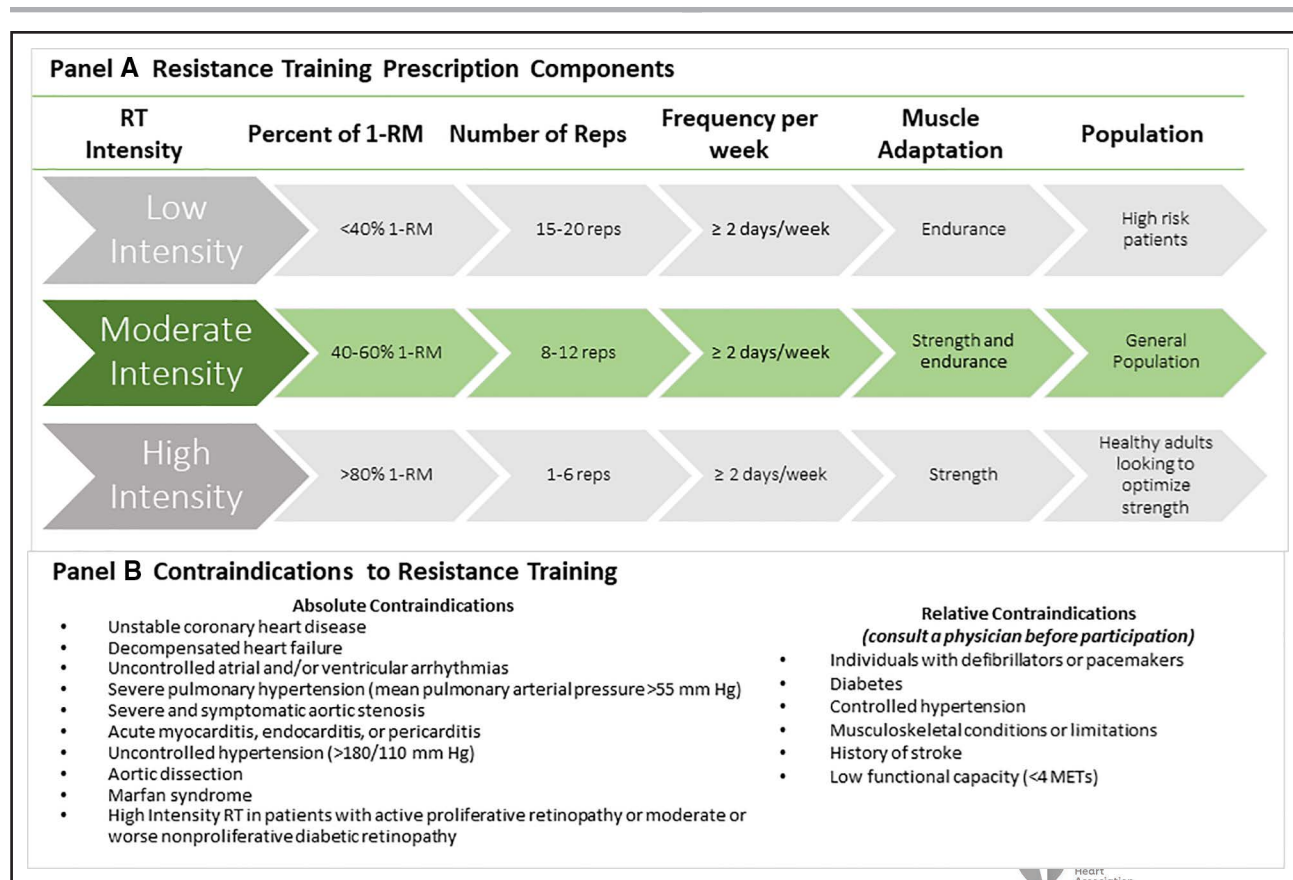 Panel A Resistance Training Prescription Components
RT
Intensity
Percent of 1-RM
Number of Reps
Frequency per
week
Muscle
Adaptation
Population
Low
Intensity
<40% 1-RM
15-20 reps
≥ 2 days/week
Endurance
High risk
patients
Moderate
Intensity
40-60% 1-RM
8-12 reps
≥ 2 days/week
Strength and
endurance
General
Population
High
Intensity
>80% 1-RM
1-6 reps
≥ 2 days/week
Strength
Healthy adults
looking to
optimize
strength
Panel B Contraindications to Resistance Training
Absolute Contraindications
• Unstable coronary heart disease
• Decompensated heart failure
• Uncontrolled atrial and/or ventricular arrhythmias
• Severe pulmonary hypertension (mean pulmonary arterial pressure >55 mm Hg)
• Severe and symptomatic aortic stenosis
• Acute myocarditis, endocarditis, or pericarditis
• Uncontrolled hypertension (>180/110 mm Hg)
• Aortic dissection
• Marfan syndrome
• High Intensity RT in patients with active proliferative retinopathy or moderate or
worse nonproliferative diabetic retinopathy
Relative Contraindications
(consult a physician before participation)
• Individuals with defibrillators or pacemakers
• Diabetes
• Controlled hypertension
• Musculoskeletal conditions or limitations
• History of stroke
• Low functional capacity (<4 METs)
Heart